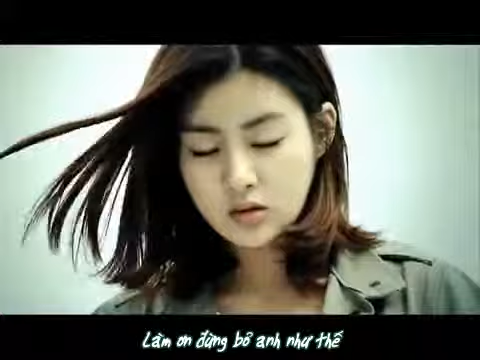 Làm ơn đừng bỏ anh như thế